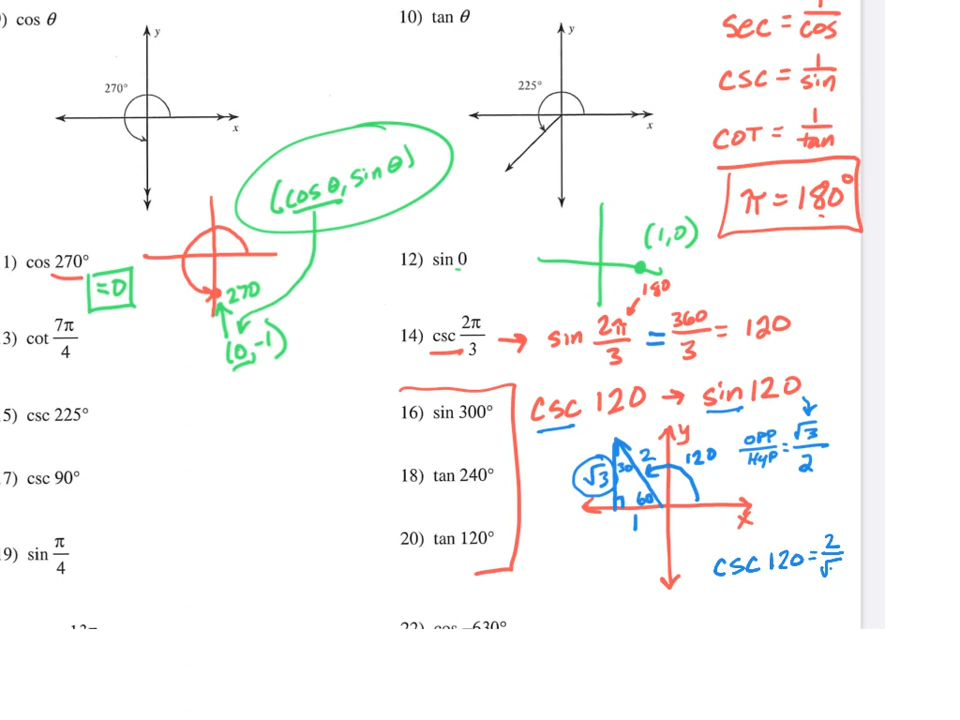 ) cos θ
10) tan θ
sec = 1/cos
y
270°
x
y
225°
x
csc = 1/sin
cot = 1/tan
π = 180°
(cos θ, sin θ)
1) cos 270°
= 0
270
(0, -1)
12) sin 0
(1,0)
180
3) cot 7π/4
14) csc 2π/3 → sin 2π/3 = 360/3 = 120
5) csc 225°
16) sin 300°
csc 120 → sin 120
y
120
opp/hyp = √3/2
√3
2
30
60
1
x
7) csc 90°
18) tan 240°
9) sin π/4
20) tan 120°
csc 120 = 2/√
22) cos −630°